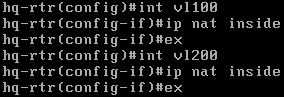 hq-rtr(config)#int vl100
hq-rtr(config-if)#ip nat inside
hq-rtr(config-if)#ex
hq-rtr(config)#int vl200
hq-rtr(config-if)#ip nat inside
hq-rtr(config-if)#ex